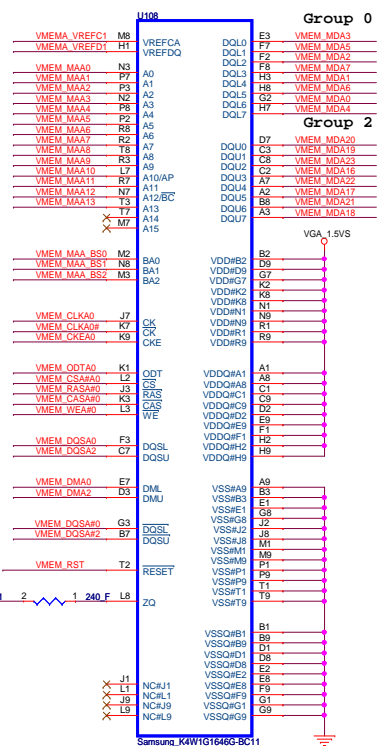 U108
Group 0
VMEMA_VREFC1 M8 VREFCA
VMEMA_VREFD1 H1 VREFDQ
DQL0 E3 VMEM_MDA3
DQL1 F7 VMEM_MDA5
DQL2 F2 VMEM_MDA2
DQL3 F8 VMEM_MDA7
DQL4 H3 VMEM_MDA1
DQL5 H8 VMEM_MDA6
DQL6 G2 VMEM_MDA0
DQL7 H7 VMEM_MDA4
VMEM_MAA0 N3 A0
VMEM_MAA1 P7 A1
VMEM_MAA2 P3 A2
VMEM_MAA3 N2 A3
VMEM_MAA4 P8 A4
VMEM_MAA5 P2 A5
VMEM_MAA6 R8 A6
VMEM_MAA7 R2 A7
VMEM_MAA8 T8 A8
VMEM_MAA9 R3 A9
VMEM_MAA10 L7 A10/AP
VMEM_MAA11 R7 A11
VMEM_MAA12 N7 A12/BC
VMEM_MAA13 T3 A13
T7 A14
M7 A15
Group 2
DQU0 D7 VMEM_MDA20
DQU1 C3 VMEM_MDA19
DQU2 C8 VMEM_MDA23
DQU3 C2 VMEM_MDA16
DQU4 A7 VMEM_MDA22
DQU5 A2 VMEM_MDA17
DQU6 B8 VMEM_MDA21
DQU7 A3 VMEM_MDA18
VGA_1.5VS
VMEM_MAA_BS0 M2 BA0
VMEM_MAA_BS1 N8 BA1
VMEM_MAA_BS2 M3 BA2
VDD#B2 B2
VDD#D9 D9
VDD#G7 G7
VDD#K2 K2
VDD#K8 K8
VDD#N1 N1
VDD#N9 N9
VDD#R1 R1
VDD#R9 R9
VMEM_CLKA0 J7 CK
VMEM_CLKA0# K7 CK
VMEM_CKEA0 K9 CKE
VMEM_ODTA0 K1 ODT
VMEM_CSA#A0 L2 CS
VMEM_RASA#0 J3 RAS
VMEM_CASA#0 K3 CAS
VMEM_WEA#0 L3 WE
VDDQ#A1 A1
VDDQ#A8 A8
VDDQ#C1 C1
VDDQ#C9 C9
VDDQ#D2 D2
VDDQ#E9 E9
VDDQ#F1 F1
VDDQ#H2 H2
VDDQ#H9 H9
VMEM_DQSA0 F3 DQSL
VMEM_DQSA2 C7 DQSU
VMEM_DMA0 E7 DML
VMEM_DMA2 D3 DMU
VMEM_DQSA#0 G3 DQSL
VMEM_DQSA#2 B7 DQSU
VMEM_RST T2 RESET
2 1 240_F L8 ZQ
VSS#A9 A9
VSS#B3 B3
VSS#E1 E1
VSS#G8 G8
VSS#J2 J2
VSS#J8 J8
VSS#M1 M1
VSS#M9 M9
VSS#P1 P1
VSS#P9 P9
VSS#T1 T1
VSS#T9 T9
VSSQ#B1 B1
VSSQ#B9 B9
VSSQ#D1 D1
VSSQ#D8 D8
VSSQ#E2 E2
VSSQ#E8 E8
VSSQ#F9 F9
VSSQ#G1 G1
VSSQ#G9 G9
J1 NC#J1
L1 NC#L1
J9 NC#J9
L9 NC#L9
Samsung_K4W1G1646G-BC11